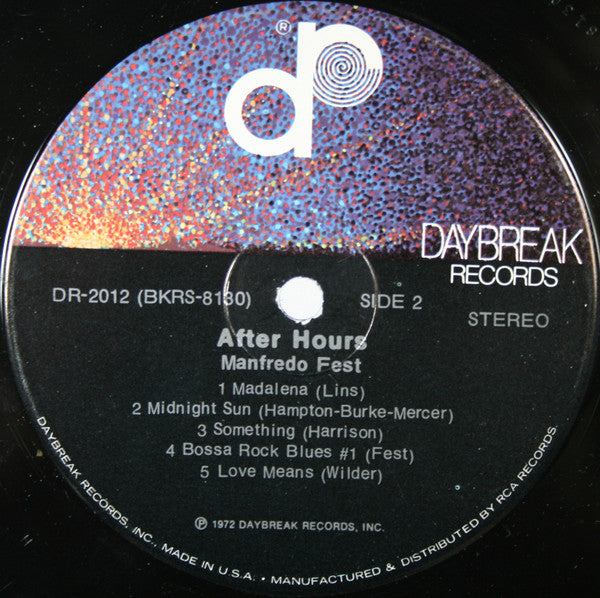 ®
dp
DAYBREAK
RECORDS
DR-2012 (BKRS-8130) SIDE 2
STEREO
After Hours
Manfredo Fest
1 Madalena (Lins)
2 Midnight Sun (Hampton-Burke-Mercer)
3 Something (Harrison)
4 Bossa Rock Blues #1 (Fest)
5 Love Means (Wilder)
℗ 1972 DAYBREAK RECORDS, INC.
DAYBREAK RECORDS, INC., MADE IN U.S.A. • MANUFACTURED & DISTRIBUTED BY RCA RECORDS.